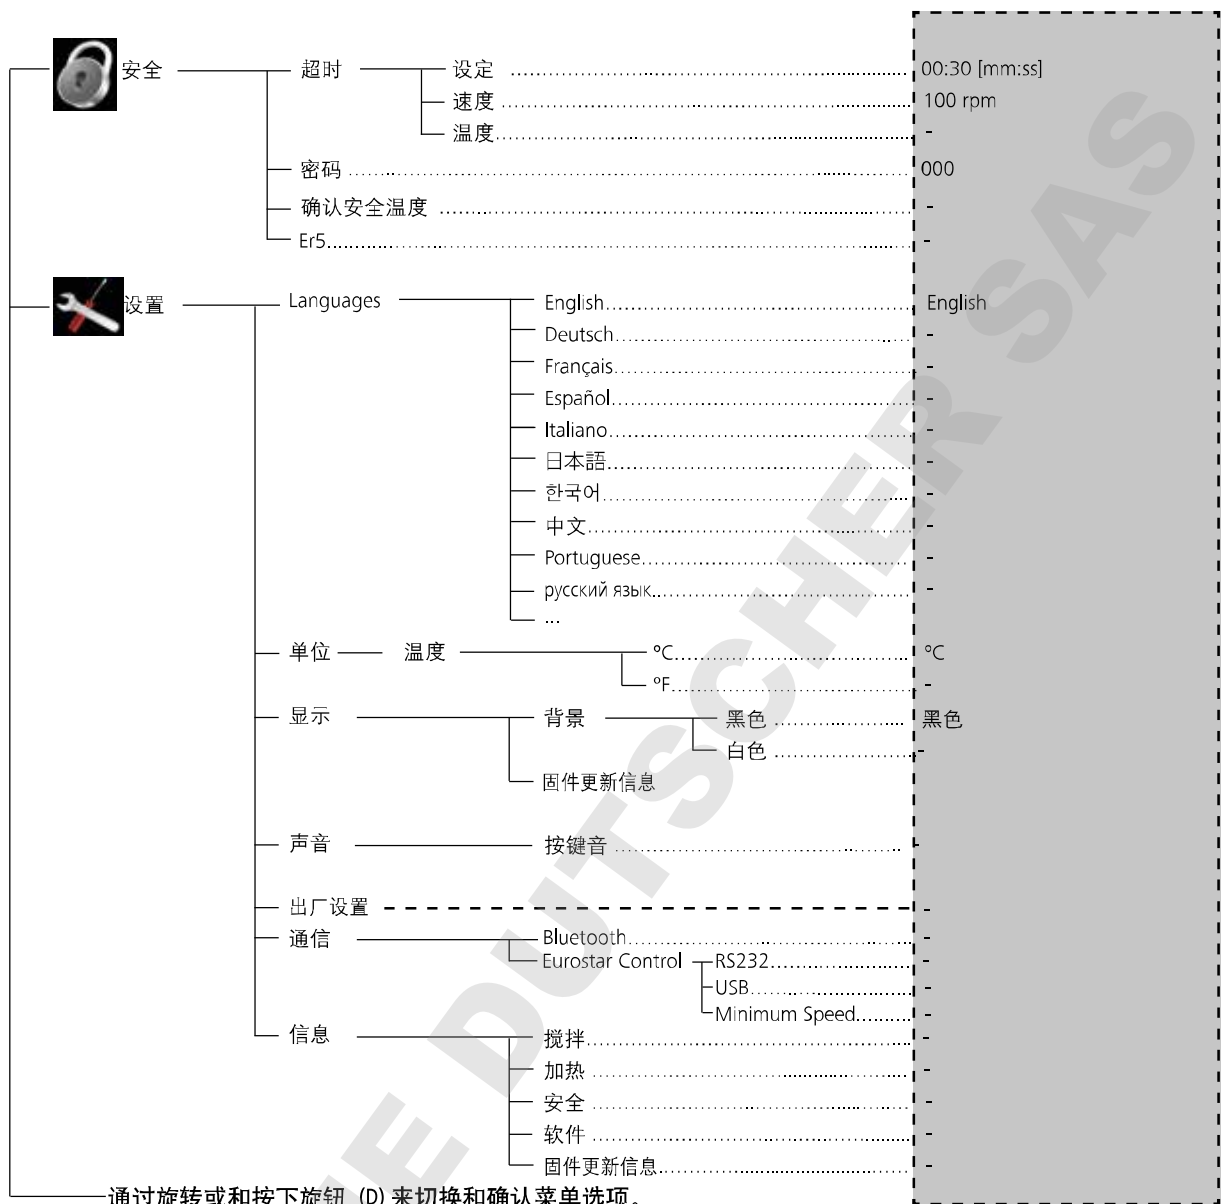 安全 超时 设定 00:30 [mm:ss]
速度 100 rpm
温度 -
密码 000
确认安全温度 -
Er5 -
设置 Languages English English
Deutsch -
Français -
Español -
Italiano -
日本語 -
한국어 -
中文 -
Portuguese -
русский язык -
...
单位 温度 °C °C
°F -
显示 背景 黑色 黑色
白色 -
固件更新信息
声音 按键音 -
出厂设置 -
通信 Bluetooth -
Eurostar Control RS232 -
USB -
Minimum Speed -
信息 搅拌 -
加热 -
安全 -
软件 -
固件更新信息 -
通过旋转或和按下旋钮 (D) 来切换和确认菜单选项。
HE DUTSCHER SAS